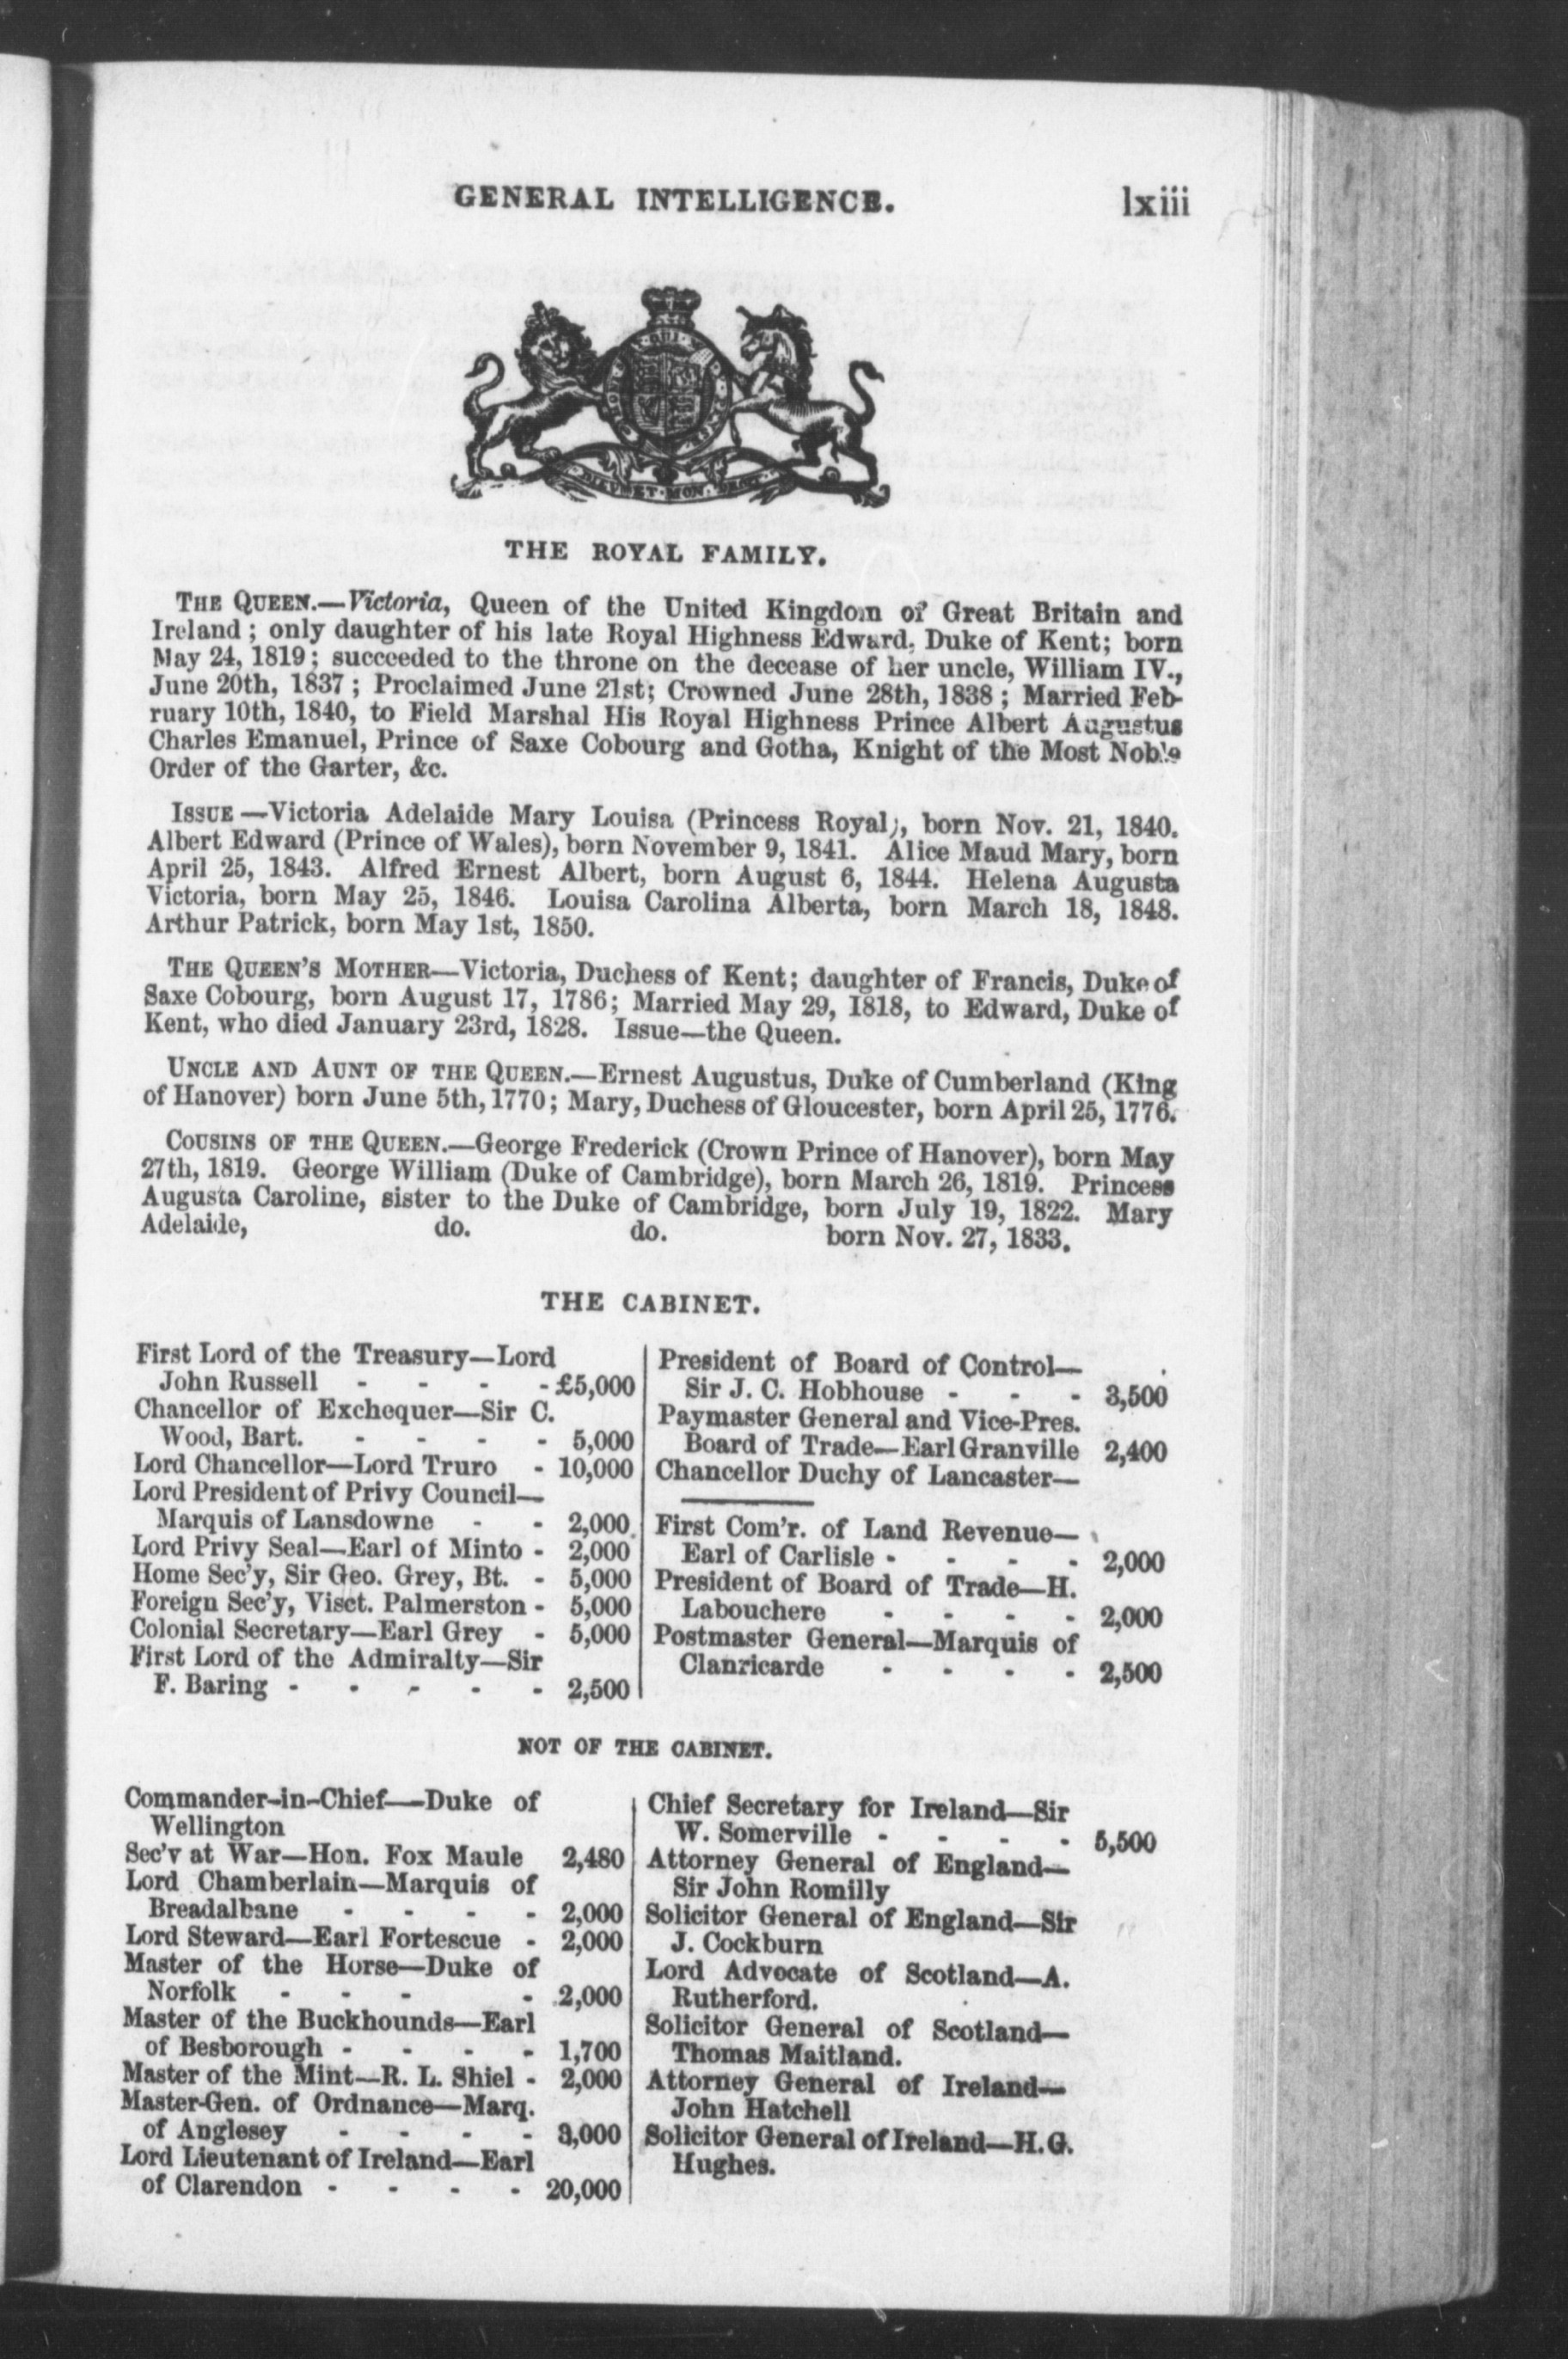 GENERAL INTELLIGENCE. lxiii
DIEU ET MON DROIT
THE ROYAL FAMILY.
THE QUEEN.—Victoria, Queen of the United Kingdom of Great Britain and
Ireland ; only daughter of his late Royal Highness Edward, Duke of Kent; born
May 24, 1819 ; succeeded to the throne on the decease of her uncle, William IV.,
June 20th, 1837 ; Proclaimed June 21st; Crowned June 28th, 1838 ; Married Feb-
ruary 10th, 1840, to Field Marshal His Royal Highness Prince Albert Augustus
Charles Emanuel, Prince of Saxe Cobourg and Gotha, Knight of the Most Noble
Order of the Garter, &c.
ISSUE —Victoria Adelaide Mary Louisa (Princess Royal), born Nov. 21, 1840.
Albert Edward (Prince of Wales), born November 9, 1841. Alice Maud Mary, born
April 25, 1843. Alfred Ernest Albert, born August 6, 1844. Helena Augusta
Victoria, born May 25, 1846. Louisa Carolina Alberta, born March 18, 1848.
Arthur Patrick, born May 1st, 1850.
THE QUEEN'S MOTHER—Victoria, Duchess of Kent; daughter of Francis, Duke of
Saxe Cobourg, born August 17, 1786; Married May 29, 1818, to Edward, Duke of
Kent, who died January 23rd, 1828. Issue—the Queen.
UNCLE AND AUNT OF THE QUEEN.—Ernest Augustus, Duke of Cumberland (King
of Hanover) born June 5th, 1770; Mary, Duchess of Gloucester, born April 25, 1776.
COUSINS OF THE QUEEN.—George Frederick (Crown Prince of Hanover), born May
27th, 1819. George William (Duke of Cambridge), born March 26, 1819. Princess
Augusta Caroline, sister to the Duke of Cambridge, born July 19, 1822. Mary
Adelaide, do. do. born Nov. 27, 1833.
THE CABINET.
First Lord of the Treasury—Lord
John Russell - - - - £5,000
Chancellor of Exchequer—Sir C.
Wood, Bart. - - - - 5,000
Lord Chancellor—Lord Truro - 10,000
Lord President of Privy Council—
Marquis of Lansdowne - - 2,000
Lord Privy Seal—Earl of Minto - 2,000
Home Sec'y, Sir Geo. Grey, Bt. - 5,000
Foreign Sec'y, Visct. Palmerston - 5,000
Colonial Secretary—Earl Grey - 5,000
First Lord of the Admiralty—Sir
F. Baring - - - - - 2,500
President of Board of Control—
Sir J. C. Hobhouse - - - 3,500
Paymaster General and Vice-Pres.
Board of Trade—Earl Granville 2,400
Chancellor Duchy of Lancaster—
First Com'r. of Land Revenue—
Earl of Carlisle - - - - 2,000
President of Board of Trade—H.
Labouchere - - - - 2,000
Postmaster General—Marquis of
Clanricarde - - - - 2,500
NOT OF THE CABINET.
Commander-in-Chief—Duke of
Wellington
Sec'y at War—Hon. Fox Maule 2,480
Lord Chamberlain—Marquis of
Breadalbane - - - - 2,000
Lord Steward—Earl Fortescue - 2,000
Master of the Horse—Duke of
Norfolk - - - - 2,000
Master of the Buckhounds—Earl
of Besborough - - - - 1,700
Master of the Mint—R. L. Shiel - 2,000
Master-Gen. of Ordnance—Marq.
of Anglesey - - - - 3,000
Lord Lieutenant of Ireland—Earl
of Clarendon - - - - 20,000
Chief Secretary for Ireland—Sir
W. Somerville - - - - 5,500
Attorney General of England—
Sir John Romilly
Solicitor General of England—Sir
J. Cockburn
Lord Advocate of Scotland—A.
Rutherford.
Solicitor General of Scotland—
Thomas Maitland.
Attorney General of Ireland—
John Hatchell
Solicitor General of Ireland—H. G.
Hughes.